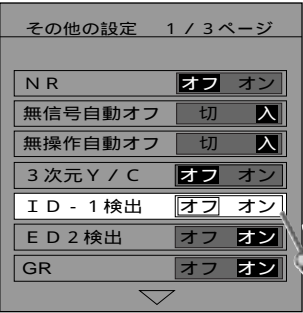 その他の設定　１/３ページ
ＮＲ　オフ　オン
無信号自動オフ　切　入
無操作自動オフ　切　入
３次元Ｙ/Ｃ　オフ　オン
ＩＤ-１検出　オフ　オン
ＥＤ２検出　オフ　オン
GR　オフ　オン